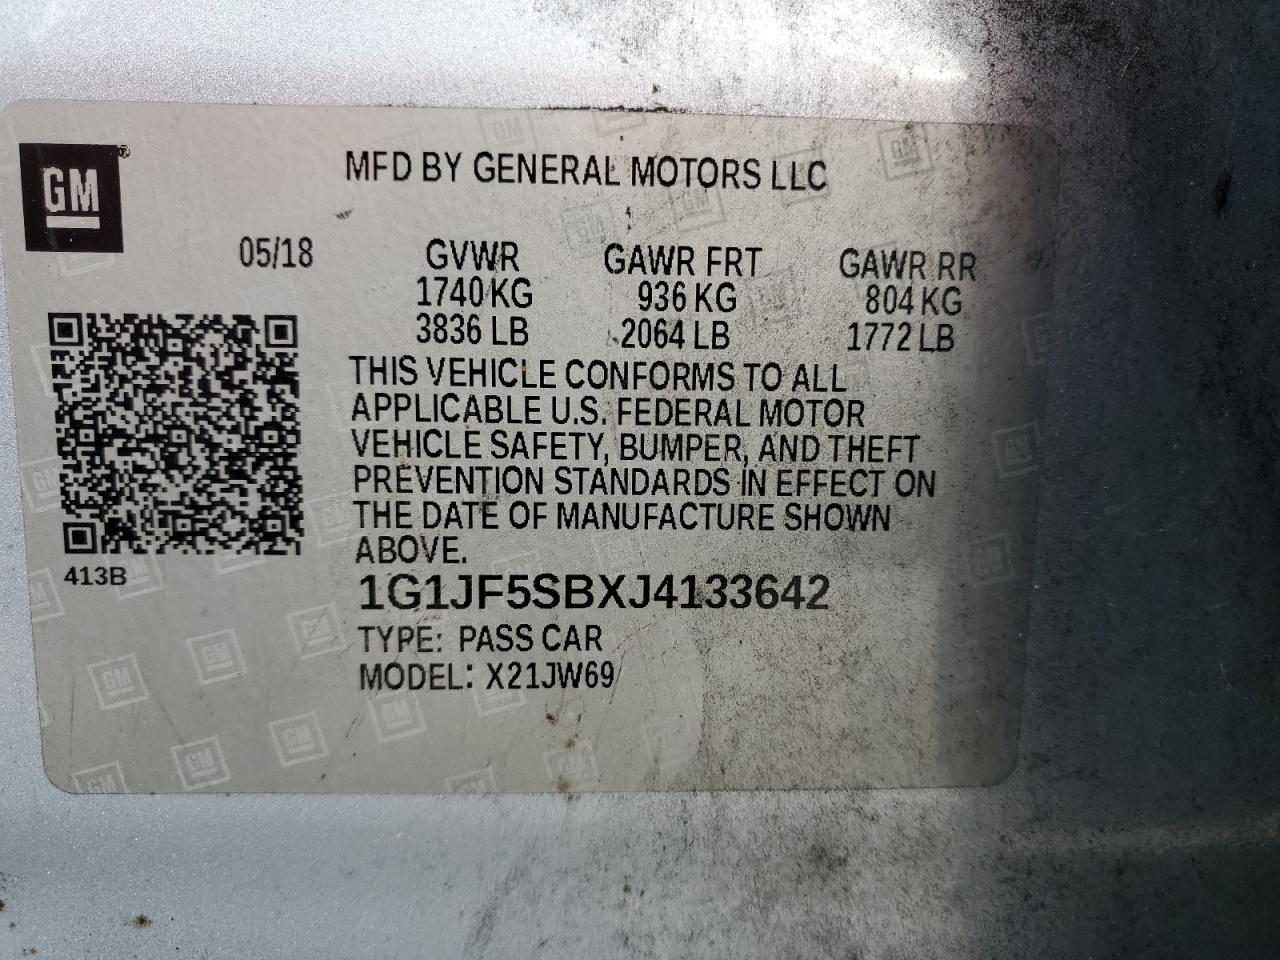 GM
MFD BY GENERAL MOTORS LLC
05/18 GVWR GAWR FRT GAWR RR
1740 KG 936 KG 804 KG
3836 LB 2064 LB 1772 LB
THIS VEHICLE CONFORMS TO ALL
APPLICABLE U.S. FEDERAL MOTOR
VEHICLE SAFETY, BUMPER, AND THEFT
PREVENTION STANDARDS IN EFFECT ON
THE DATE OF MANUFACTURE SHOWN
ABOVE.
413B
1G1JF5SBXJ4133642
TYPE: PASS CAR
MODEL: X21JW69